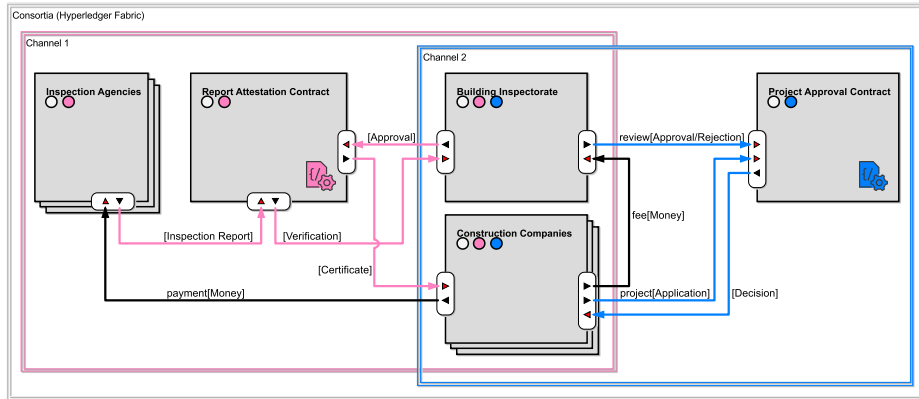 Consortia (Hyperledger Fabric)
Channel 1
Channel 2
Inspection Agencies
Report Attestation Contract
Building Inspectorate
Project Approval Contract
[Approval]
review[Approval/Rejection]
{/}
{/}
fee[Money]
[Inspection Report]
[Verification]
Construction Companies
[Certificate]
payment[Money]
project[Application]
[Decision]